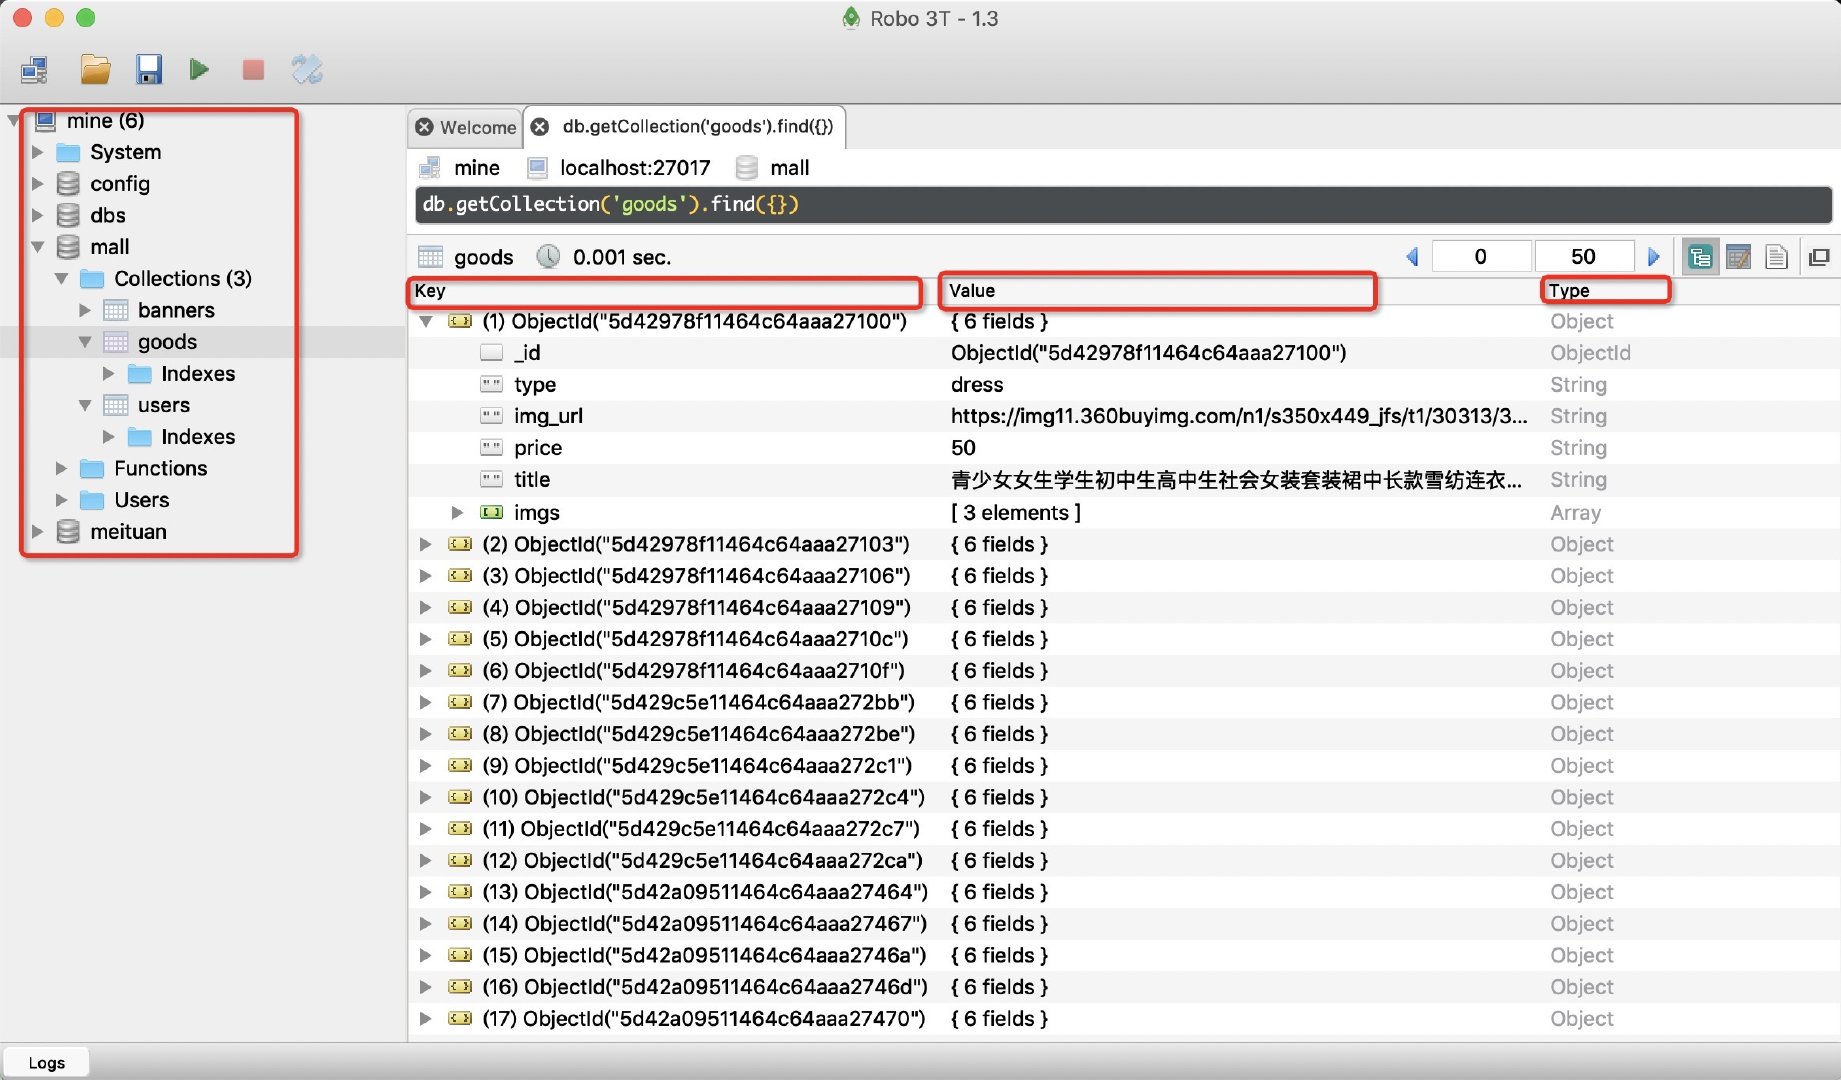 Robo 3T - 1.3
mine (6)
System
config
dbs
mall
Collections (3)
banners
goods
Indexes
users
Indexes
Functions
Users
meituan
Welcome
db.getCollection('goods').find({})
mine localhost:27017 mall
db.getCollection('goods').find({})
goods 0.001 sec. 0 50
Key Value Type
(1) ObjectId("5d42978f11464c64aaa27100") { 6 fields } Object
_id ObjectId("5d42978f11464c64aaa27100") ObjectId
type dress String
img_url https://img11.360buyimg.com/n1/s350x449_jfs/t1/30313/3... String
price 50 String
title 青少女女生学生初中生高中生社会女装套装裙中长款雪纺连衣... String
imgs [ 3 elements ] Array
(2) ObjectId("5d42978f11464c64aaa27103") { 6 fields } Object
(3) ObjectId("5d42978f11464c64aaa27106") { 6 fields } Object
(4) ObjectId("5d42978f11464c64aaa27109") { 6 fields } Object
(5) ObjectId("5d42978f11464c64aaa2710c") { 6 fields } Object
(6) ObjectId("5d42978f11464c64aaa2710f") { 6 fields } Object
(7) ObjectId("5d429c5e11464c64aaa272bb") { 6 fields } Object
(8) ObjectId("5d429c5e11464c64aaa272be") { 6 fields } Object
(9) ObjectId("5d429c5e11464c64aaa272c1") { 6 fields } Object
(10) ObjectId("5d429c5e11464c64aaa272c4") { 6 fields } Object
(11) ObjectId("5d429c5e11464c64aaa272c7") { 6 fields } Object
(12) ObjectId("5d429c5e11464c64aaa272ca") { 6 fields } Object
(13) ObjectId("5d42a09511464c64aaa27464") { 6 fields } Object
(14) ObjectId("5d42a09511464c64aaa27467") { 6 fields } Object
(15) ObjectId("5d42a09511464c64aaa2746a") { 6 fields } Object
(16) ObjectId("5d42a09511464c64aaa2746d") { 6 fields } Object
(17) ObjectId("5d42a09511464c64aaa27470") { 6 fields } Object
Logs